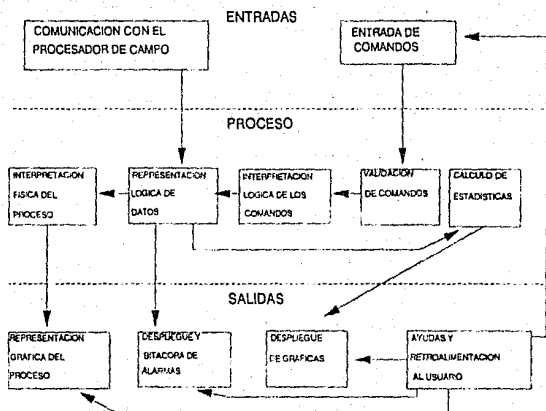 ENTRADAS
COMUNICACION CON EL
PROCESADOR DE CAMPO
ENTRADA DE
COMANDOS
PROCESO
INTERPRETACION
FISICA DEL
PROCESO
REPRESENTACION
LOGICA DE
DATOS
INTERPRETACION
LOGICA DE LOS
COMANDOS
VALIDACION
DE COMANDOS
CALCULO DE
ESTADISTICAS
SALIDAS
REPRESENTACION
GRAFICA DEL
PROCESO
DESPLIEGUE Y
BITACORA DE
ALARMAS
DESPLIEGUE
DE GRAFICAS
AYUDAS Y
RETROALIMENTACION
AL USUARIO